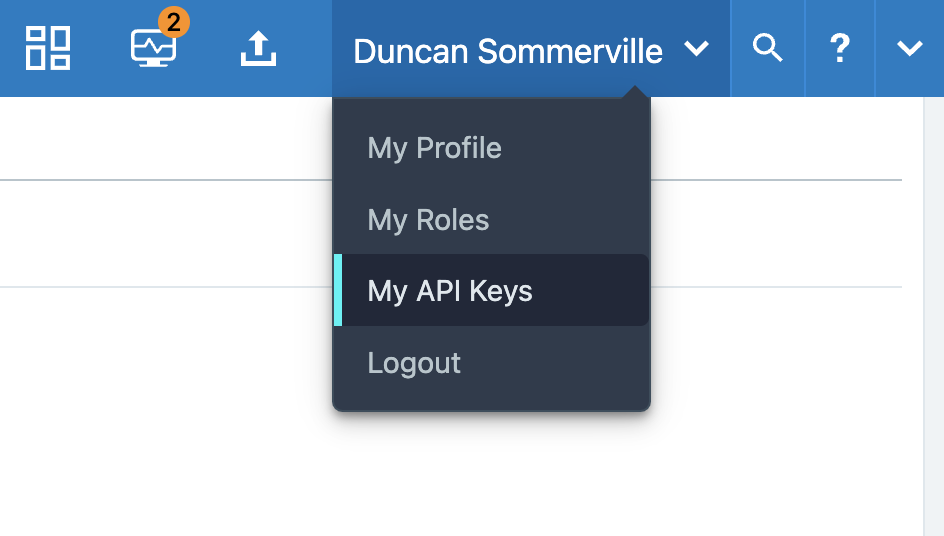 2
Duncan Sommerville
?
My Profile
My Roles
My API Keys
Logout